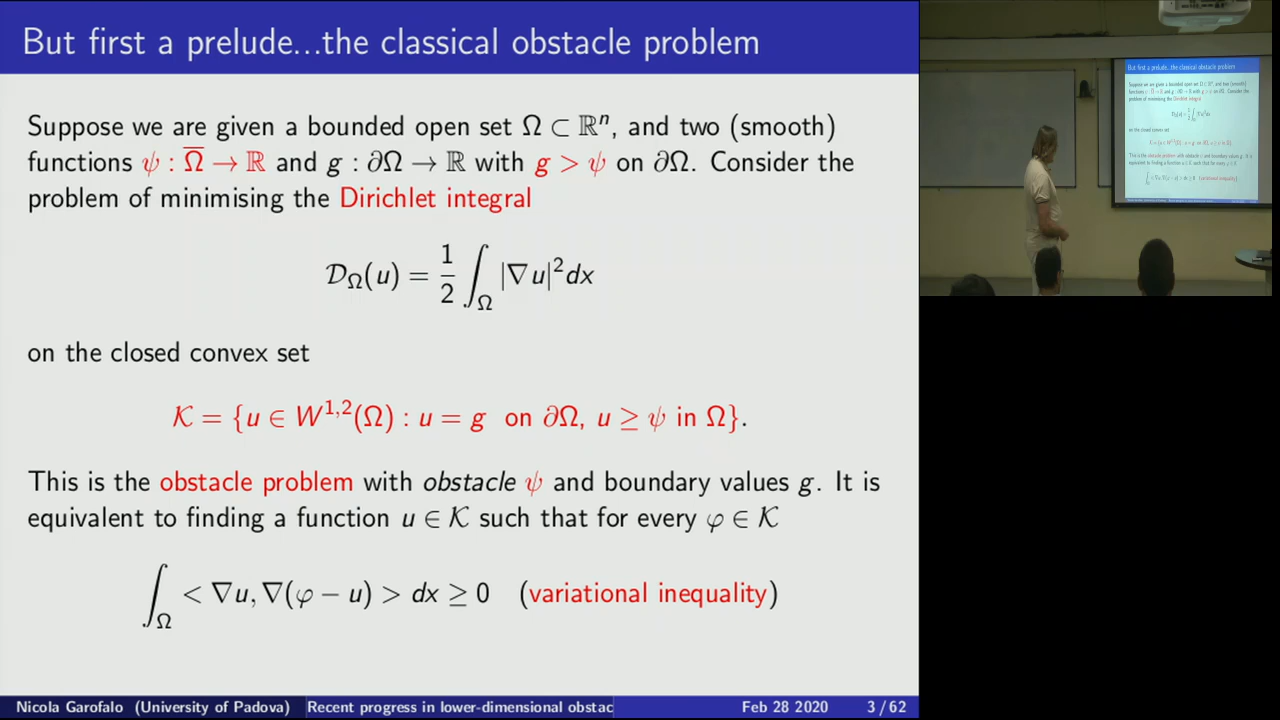 But first a prelude...the classical obstacle problem
Suppose we are given a bounded open set Ω ⊂ ℝⁿ, and two (smooth)
functions ψ : Ω̅ → ℝ and g : ∂Ω → ℝ with g > ψ on ∂Ω. Consider the
problem of minimising the Dirichlet integral
𝒟_Ω(u) = 1/2 ∫_Ω |∇u|² dx
on the closed convex set
𝒦 = {u ∈ W^{1,2}(Ω) : u = g on ∂Ω, u ≥ ψ in Ω}.
This is the obstacle problem with obstacle ψ and boundary values g. It is
equivalent to finding a function u ∈ 𝒦 such that for every φ ∈ 𝒦
∫_Ω < ∇u, ∇(φ − u) > dx ≥ 0 (variational inequality)
Nicola Garofalo (University of Padova) Recent progress in lower-dimensional obstac Feb 28 2020 3 / 62